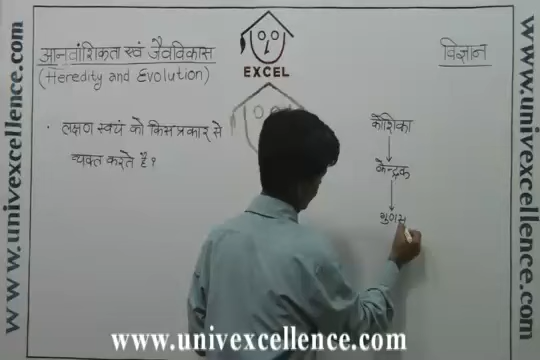 आनुवांशिकता एवं जैवविकास
(Heredity and Evolution)
EXCEL
विज्ञान
· लक्षण स्वयं को किस प्रकार से
व्यक्त करते है?
कोशिका
केन्द्रक
गुणस
www.univexcellence.com
www.univexcellence.com
www.univexcellence.com